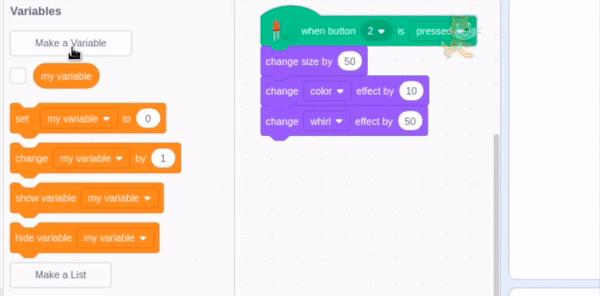 Variables
Make a Variable
my variable
set my variable to 0
change my variable by 1
show variable my variable
hide variable my variable
Make a List
when button 2 is pressed
change size by 50
change color effect by 10
change whirl effect by 50